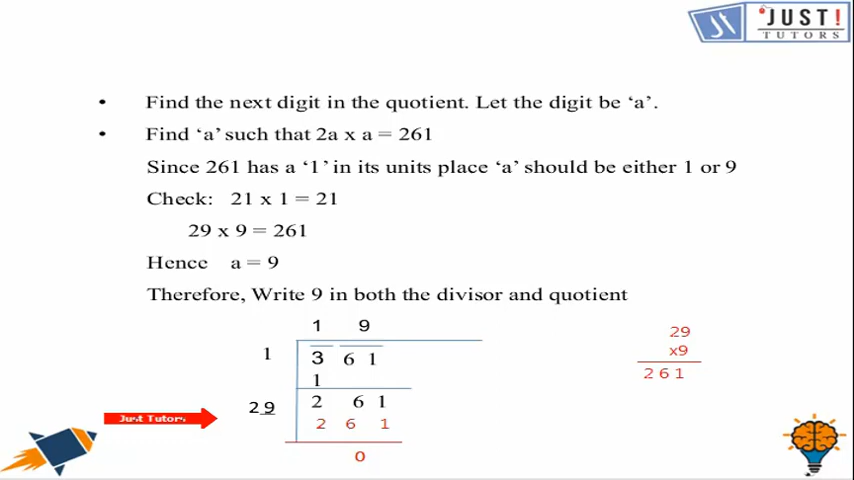 JUST!
TUTORS
• Find the next digit in the quotient. Let the digit be ‘a’.
• Find ‘a’ such that 2a x a = 261
Since 261 has a ‘1’ in its units place ‘a’ should be either 1 or 9
Check: 21 x 1 = 21
29 x 9 = 261
Hence a = 9
Therefore, Write 9 in both the divisor and quotient
1 9
1 3 6 1
1
29 2 6 1
2 6 1
0
29
x9
2 6 1
Just Tutors